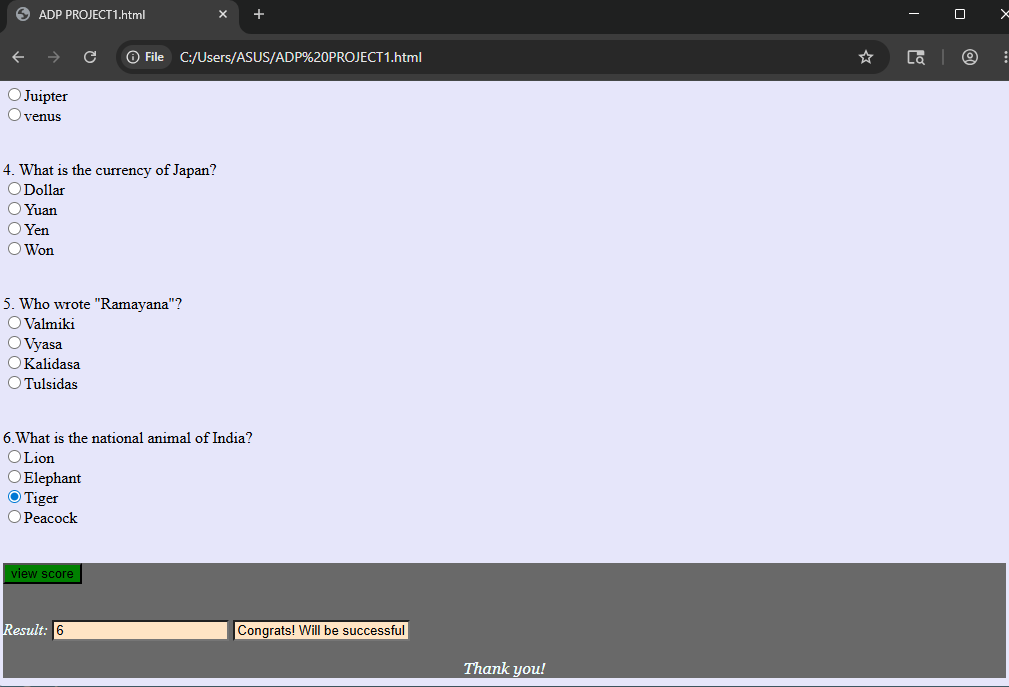 ADP PROJECT1.html
File C:/Users/ASUS/ADP%20PROJECT1.html
Juipter
venus
4. What is the currency of Japan?
Dollar
Yuan
Yen
Won
5. Who wrote "Ramayana"?
Valmiki
Vyasa
Kalidasa
Tulsidas
6.What is the national animal of India?
Lion
Elephant
Tiger
Peacock
view score
Result: 6 Congrats! Will be successful
Thank you!